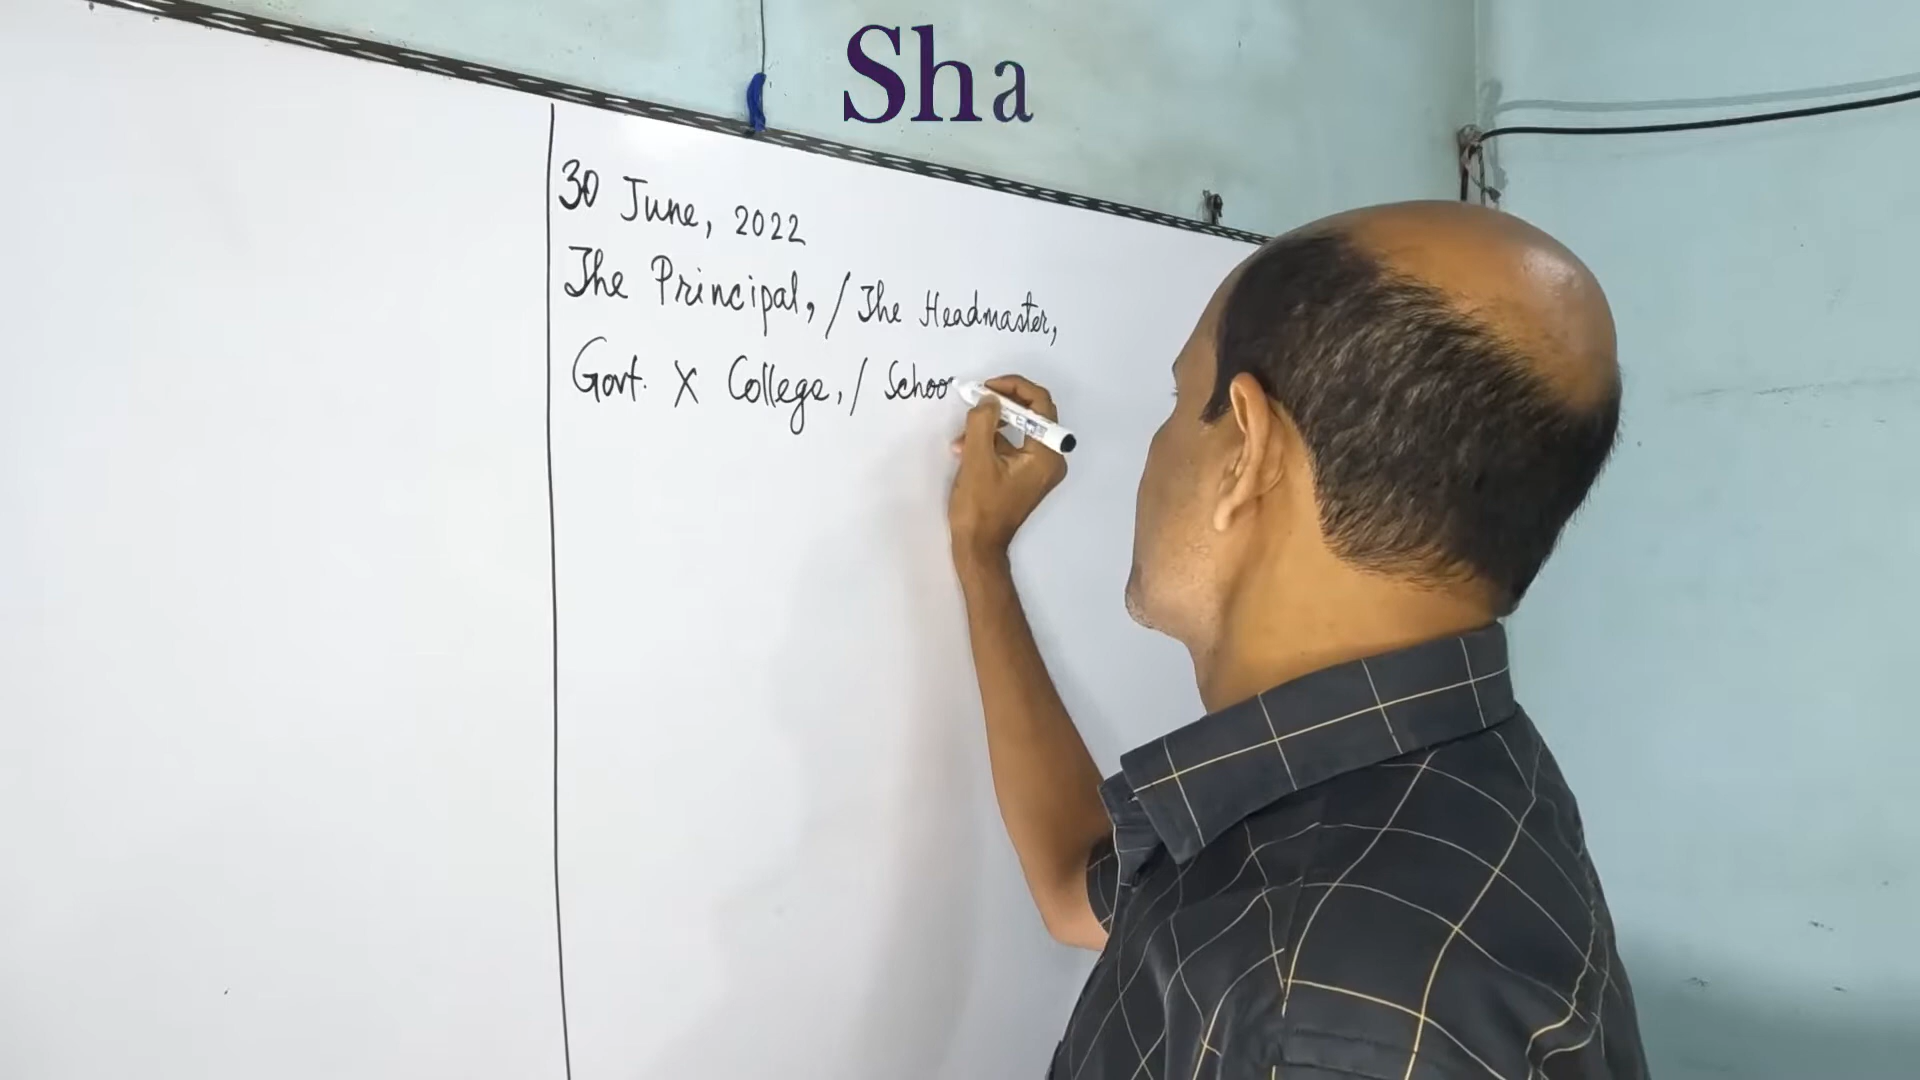 Sha
30 June, 2022
The Principal, / The Headmaster,
Govt. X College, / Schoo